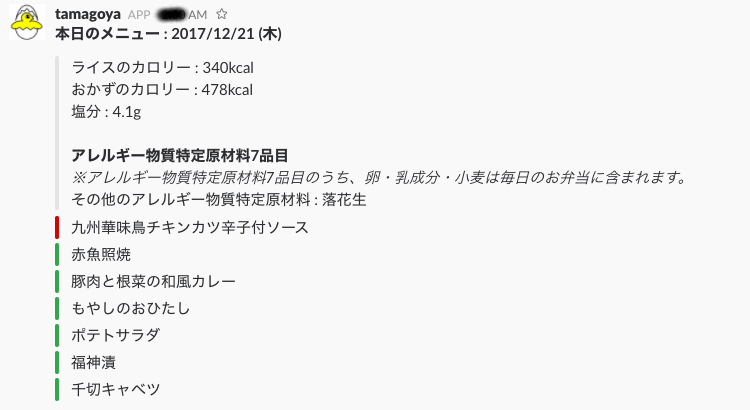 tamagoya APP AM
本日のメニュー : 2017/12/21 (木)
ライスのカロリー : 340kcal
おかずのカロリー : 478kcal
塩分 : 4.1g
アレルギー物質特定原材料7品目
※アレルギー物質特定原材料7品目のうち、卵・乳成分・小麦は毎日のお弁当に含まれます。
その他のアレルギー物質特定原材料 : 落花生
九州華味鳥チキンカツ辛子付ソース
赤魚照焼
豚肉と根菜の和風カレー
もやしのおひたし
ポテトサラダ
福神漬
千切キャベツ